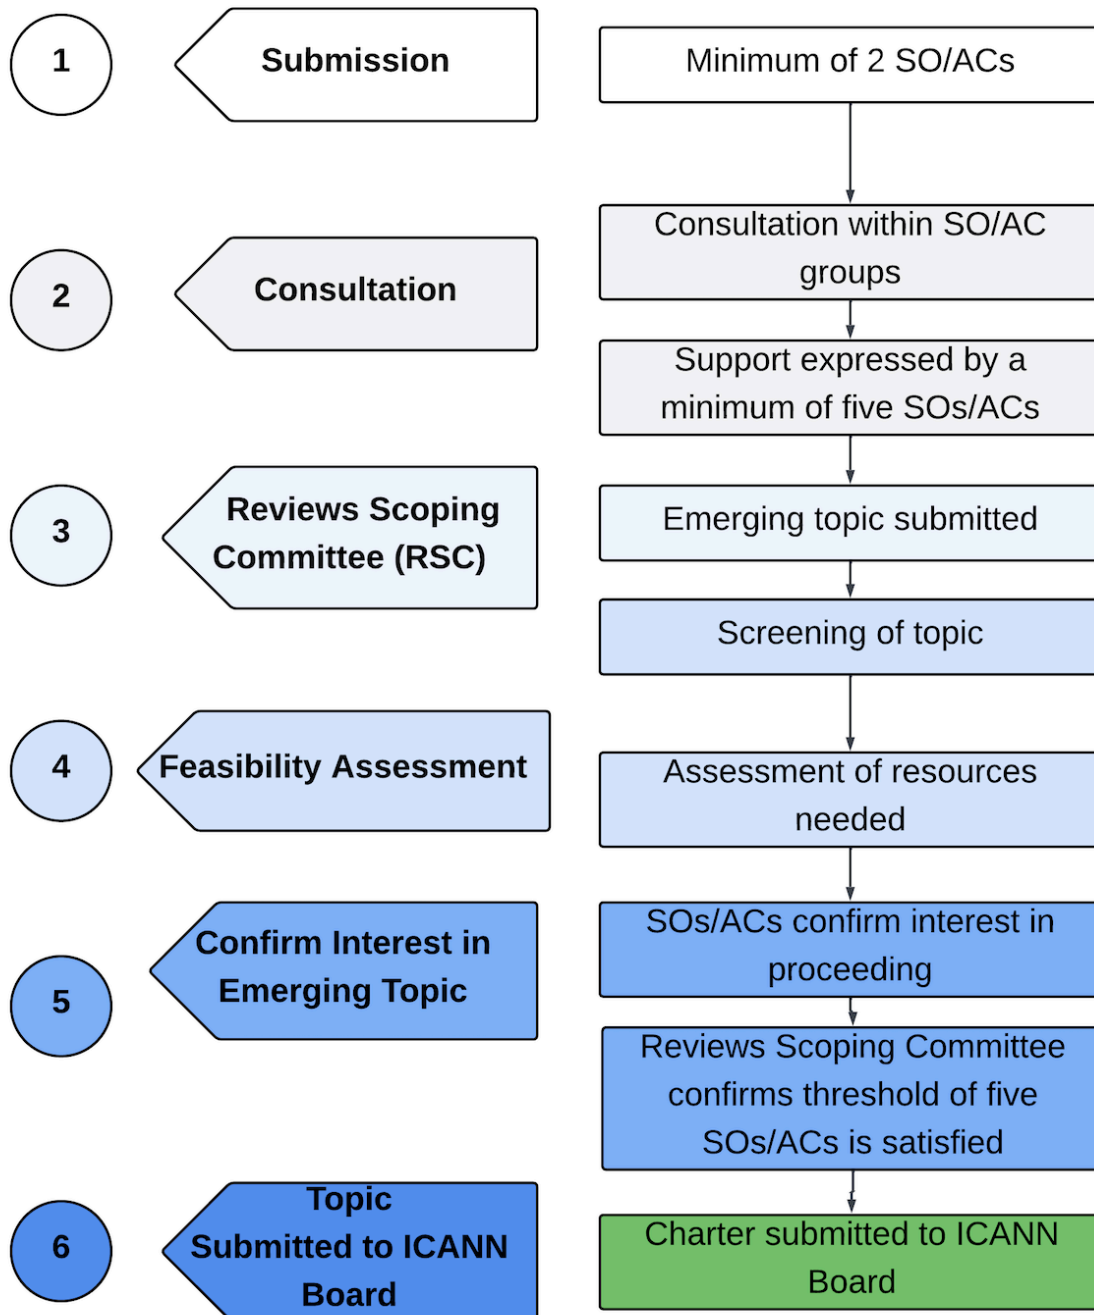 1
Submission
Minimum of 2 SO/ACs
2
Consultation
Consultation within SO/AC
groups
Support expressed by a
minimum of five SOs/ACs
3
Reviews Scoping
Committee (RSC)
Emerging topic submitted
Screening of topic
4
Feasibility Assessment
Assessment of resources
needed
5
Confirm Interest in
Emerging Topic
SOs/ACs confirm interest in
proceeding
Reviews Scoping Committee
confirms threshold of five
SOs/ACs is satisfied
6
Topic
Submitted to ICANN
Board
Charter submitted to ICANN
Board